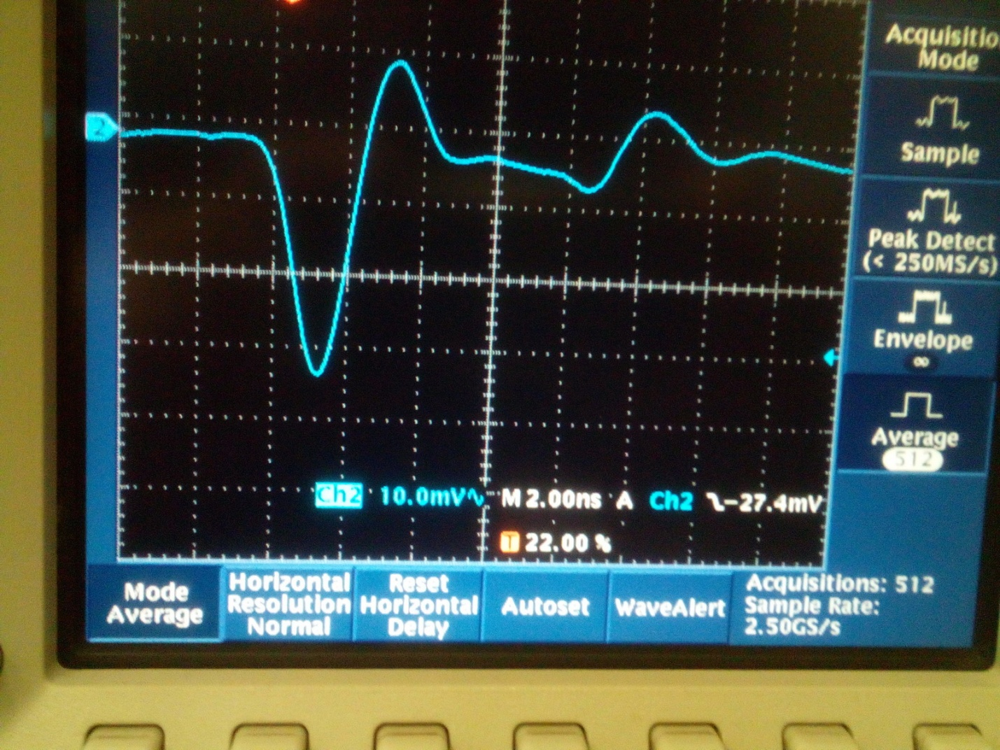 Acquisitio
Mode
2
Sample
Peak Detect
(< 250MS/s)
Envelope
∞
Average
512
Ch2 10.0mV∿ M 2.00ns A Ch2 ⤵ -27.4mV
T 22.00 %
Mode
Average
Horizontal
Resolution
Normal
Reset
Horizontal
Delay
Autoset
WaveAlert
Acquisitions: 512
Sample Rate:
2.50GS/s